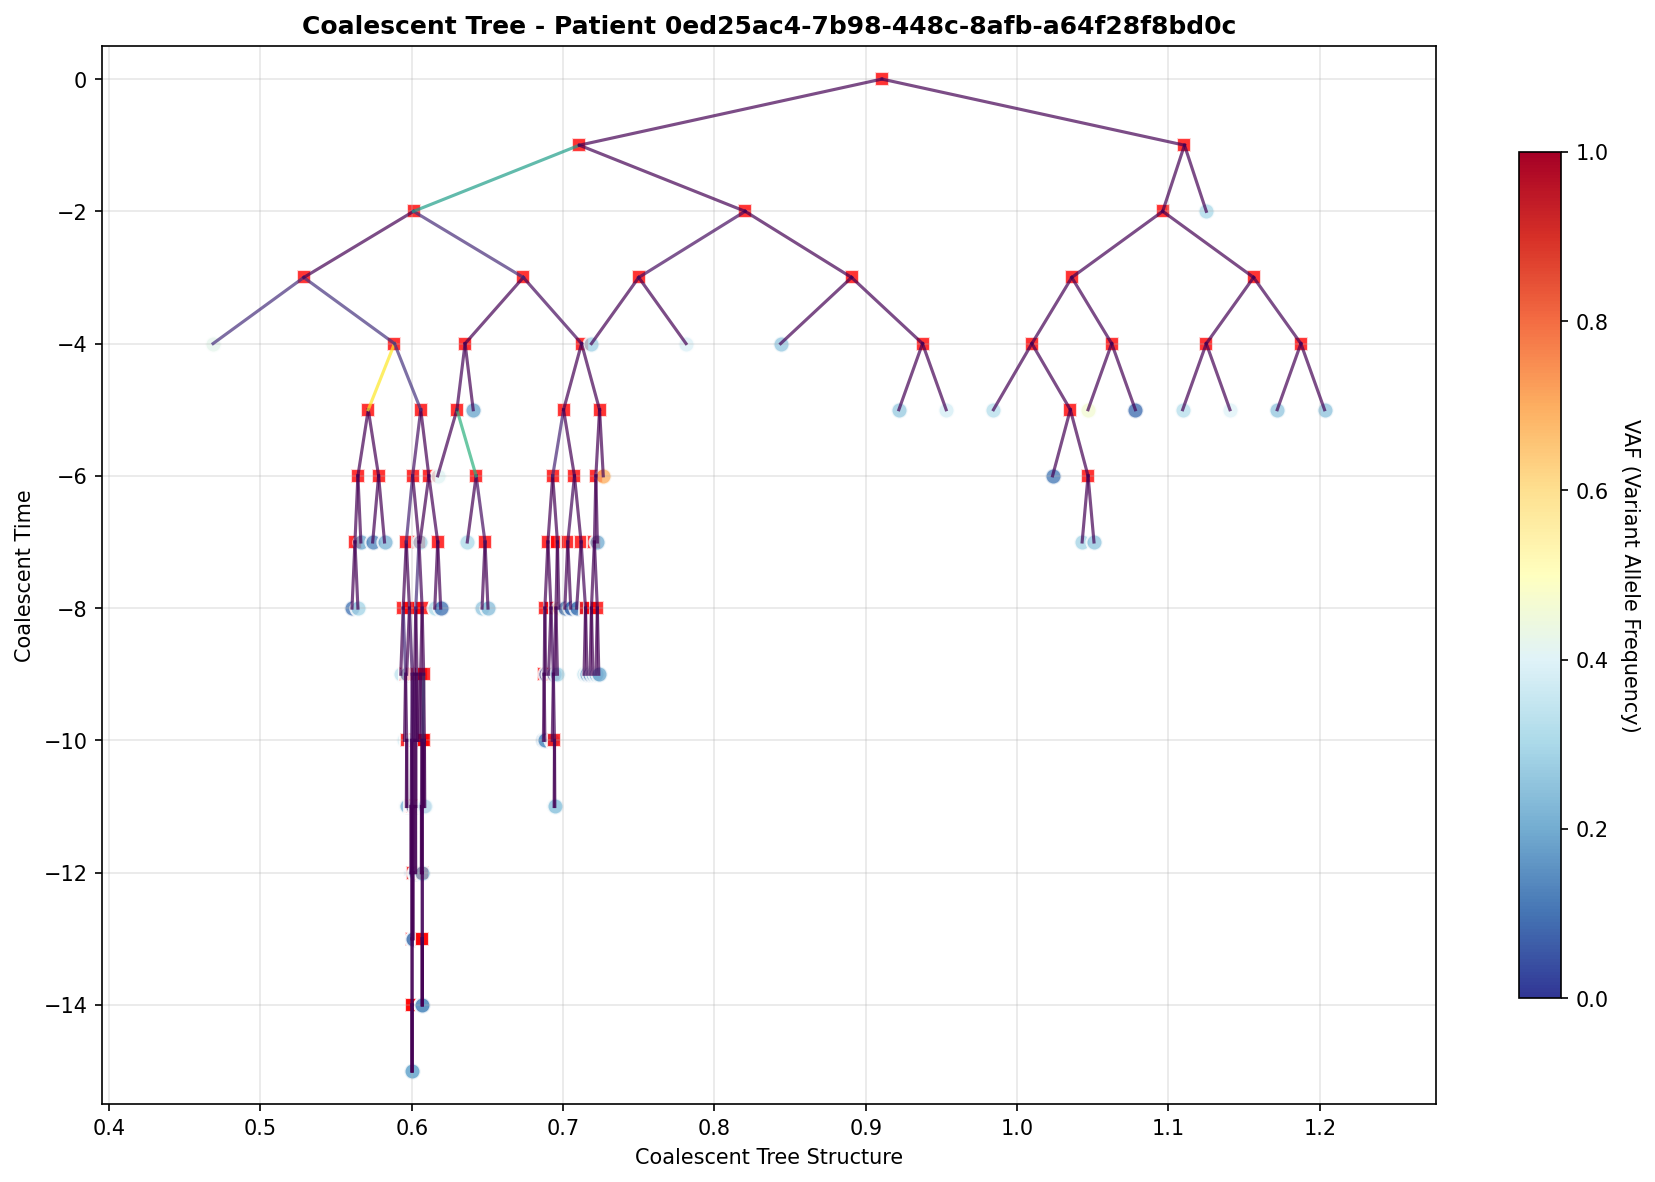 Coalescent Tree - Patient 0ed25ac4-7b98-448c-8afb-a64f28f8bd0c
0
−2
−4
−6
−8
−10
−12
−14
Coalescent Time
0.4 0.5 0.6 0.7 0.8 0.9 1.0 1.1 1.2
Coalescent Tree Structure
1.0
0.8
0.6
0.4
0.2
0.0
VAF (Variant Allele Frequency)